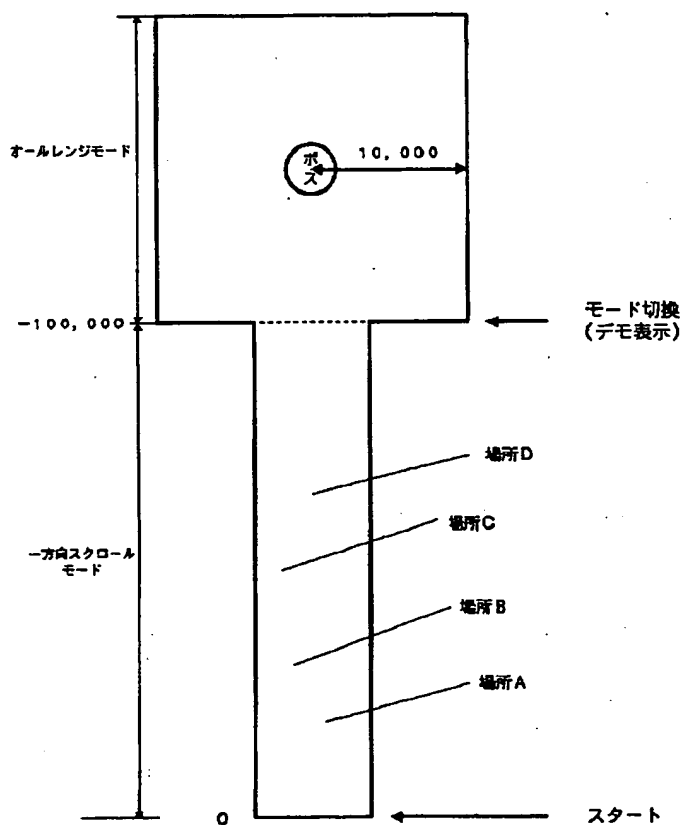 オールレンジモード
ボ
ス
10,000
-100,000
モード切換
(デモ表示)
場所D
場所C
一方向スクロール
モード
場所B
場所A
0
スタート